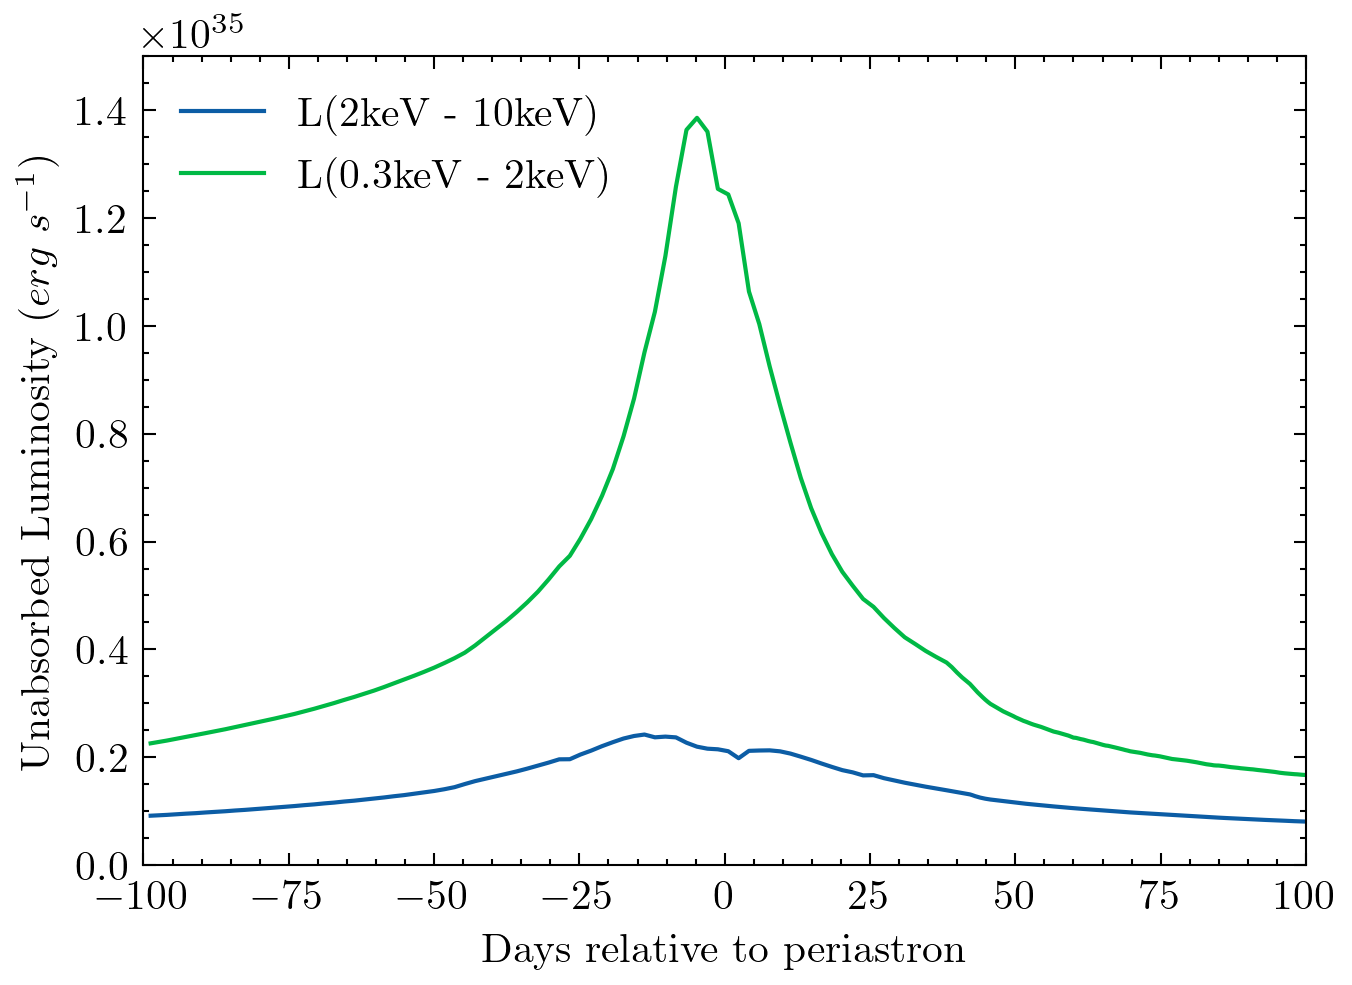 ×10³⁵
1.4
1.2
1.0
0.8
0.6
0.4
0.2
0.0
Unabsorbed Luminosity (erg s⁻¹)
L(2keV - 10keV)
L(0.3keV - 2keV)
−100 −75 −50 −25 0 25 50 75 100
Days relative to periastron